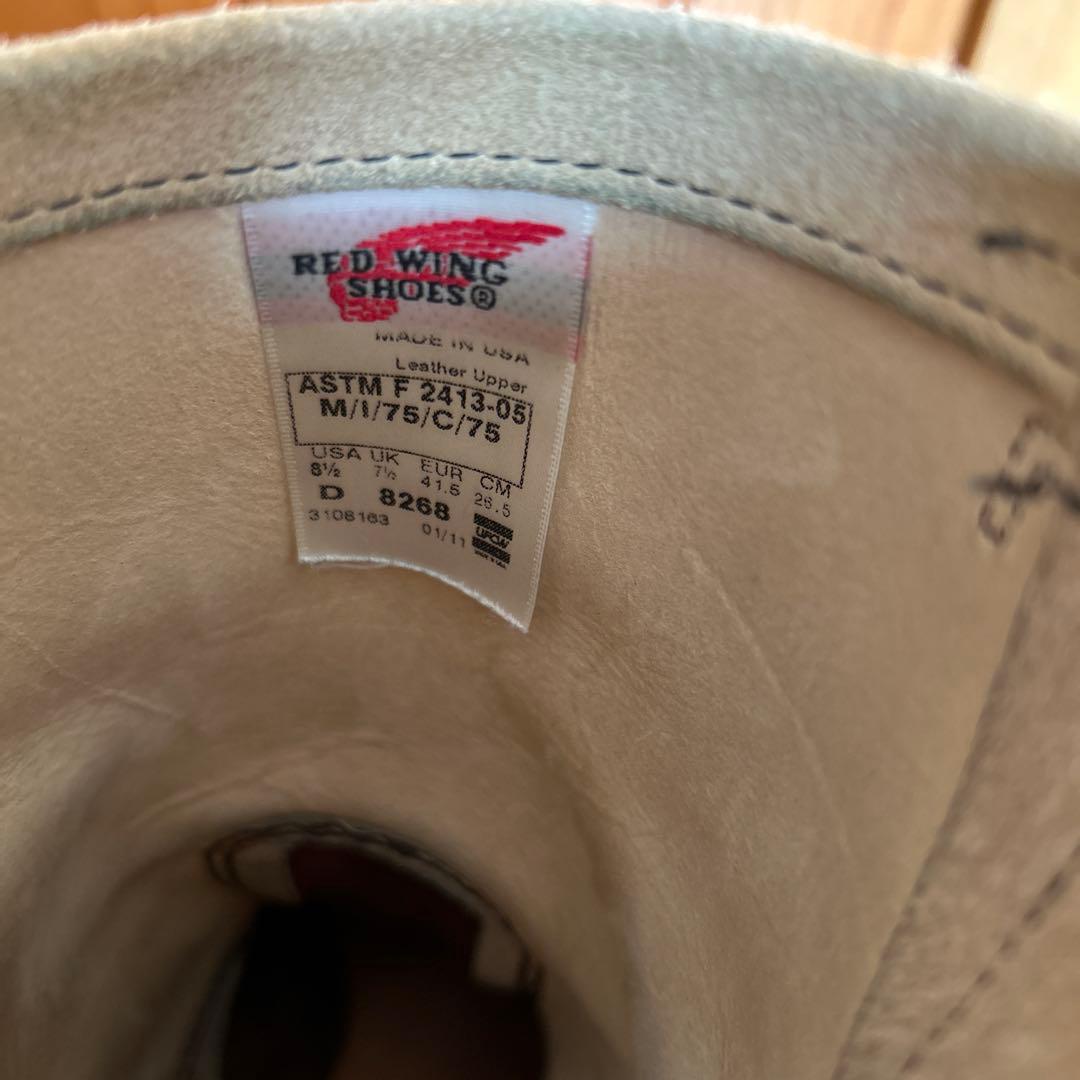 RED WING
SHOES®
MADE IN USA
Leather Upper
ASTM F 2413-05
M/I/75/C/75
USA UK EUR CM
8½ 7½ 41.5 26.5
D 8268
3108163 01/11
UFCW